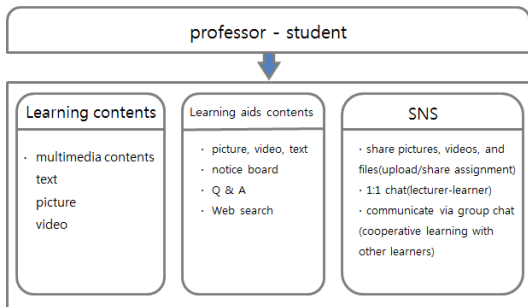 professor - student
Learning contents
· multimedia contents
text
picture
video
Learning aids contents
· picture, video, text
· notice board
· Q & A
· Web search
SNS
· share pictures, videos, and
files(upload/share assignment)
· 1:1 chat(lecturer-learner)
· communicate via group chat
(cooperative learning with
other learners)